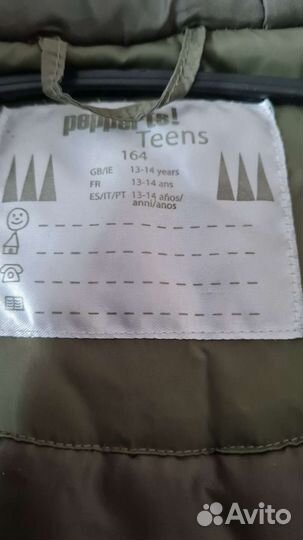 pepperts!
Teens
164
GB/IE 13-14 years
FR 13-14 ans
ES/IT/PT 13-14 años/
anni/anos
Avito